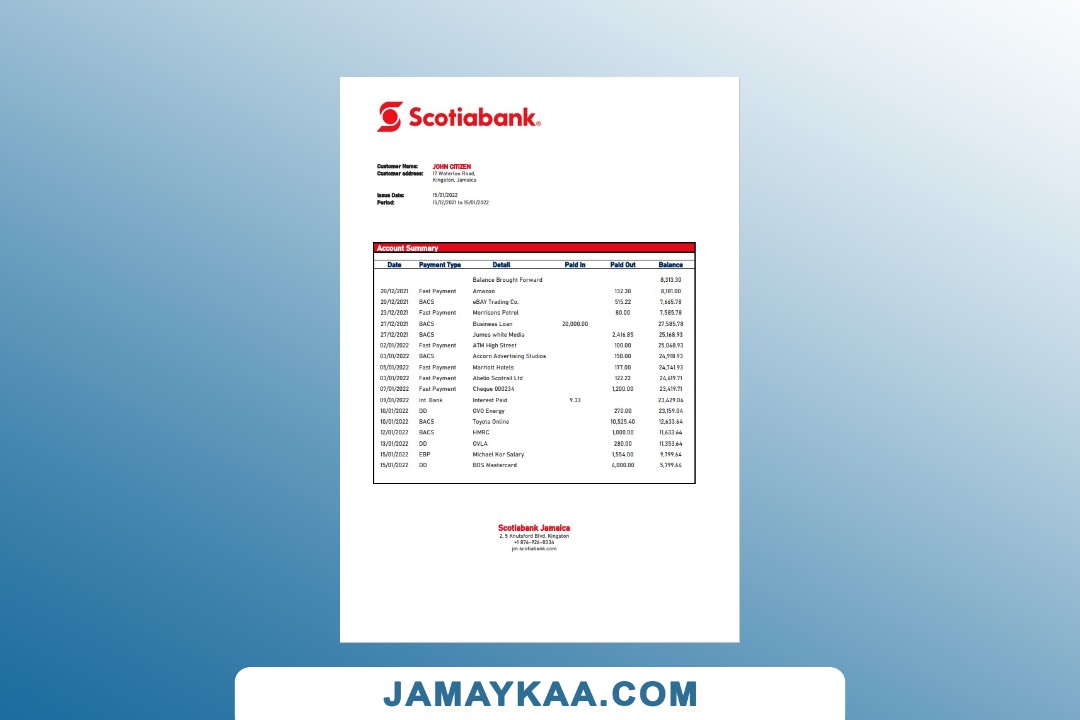 Scotiabank®
Customer Name: JOHN CITIZEN
Customer address: 17 Waterloo Road,
Kingston, Jamaica
Issue Date: 15/01/2022
Period: 15/12/2021 to 15/01/2022
Account Summary
Date Payment Type Detail Paid In Paid Out Balance
Balance Brought Forward 8,313.30
20/12/2021 Fast Payment Amazon 132.30 8,181.00
20/12/2021 BACS eBAY Trading Co. 515.22 7,665.78
23/12/2021 Fast Payment Morrisons Petrol 80.00 7,585.78
27/12/2021 BACS Business Loan 20,000.00 27,585.78
27/12/2021 BACS Jumes white Media 2,416.85 25,168.93
02/01/2022 Fast Payment ATM High Street 100.00 25,068.93
03/01/2022 BACS Accorn Advertising Studios 150.00 24,918.93
05/01/2022 Fast Payment Marriott Hotels 177.00 24,741.93
03/01/2022 Fast Payment Abelio Scotrail Ltd 122.22 24,619.71
07/01/2022 Fast Payment Cheque 000234 1,200.00 23,419.71
09/01/2022 Int. Bank Interest Paid 9.33 23,429.04
10/01/2022 DD OVO Energy 270.00 23,159.04
10/01/2022 BACS Toyota Online 10,525.40 12,633.64
12/01/2022 BACS HMRC 1,000.00 11,633.64
13/01/2022 DD OVLA 280.00 11,353.64
15/01/2022 EBP Michael Kor Salary 1,554.00 9,799.64
15/01/2022 DD BOS Mastercard 4,000.00 5,799.64
Scotiabank Jamaica
2, 5 Knutsford Blvd, Kingston
+1 876-926-8034
jm.scotiabank.com
JAMAYKAA.COM